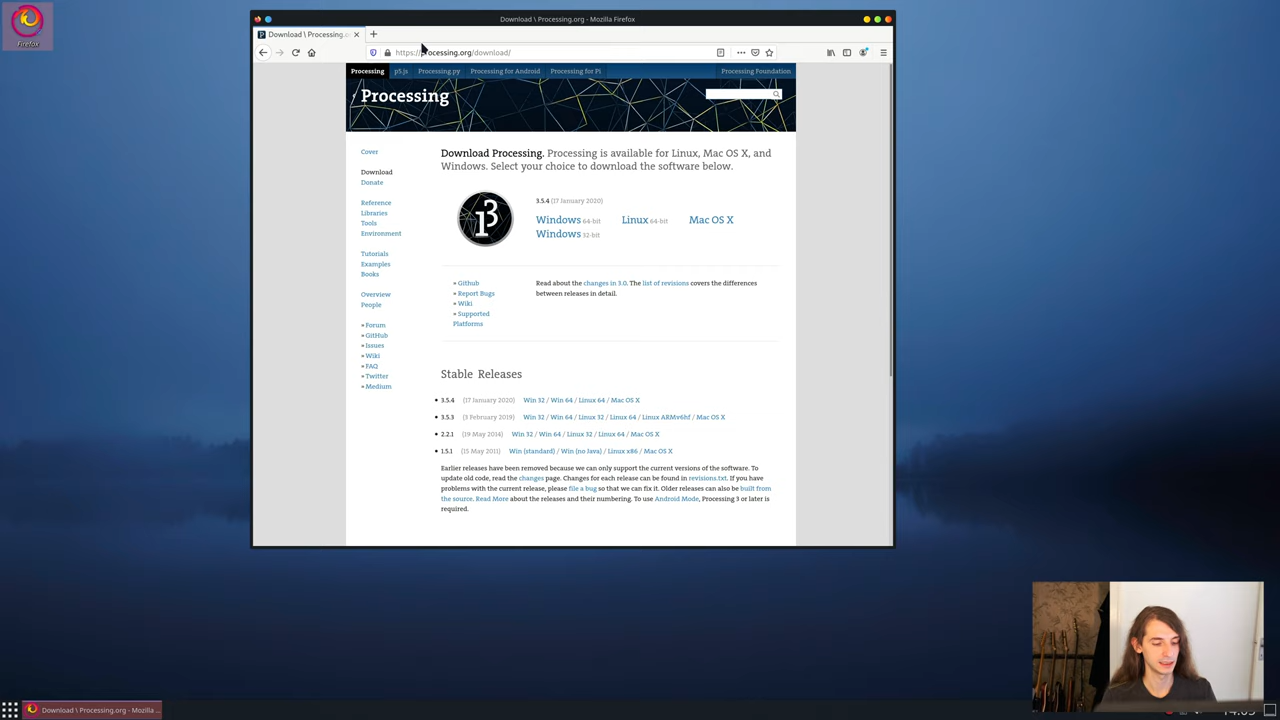 Firefox
Download \ Processing.org - Mozilla Firefox
Download \ Processing.o
https://processing.org/download/
Processing p5.js Processing.py Processing for Android Processing for Pi Processing Foundation
Processing
Cover
Download
Donate
Reference
Libraries
Tools
Environment
Tutorials
Examples
Books
Overview
People
» Forum
» GitHub
» Issues
» Wiki
» FAQ
» Twitter
» Medium
Download Processing. Processing is available for Linux, Mac OS X, and
Windows. Select your choice to download the software below.
3
3.5.4 (17 January 2020)
Windows 64-bit Linux 64-bit Mac OS X
Windows 32-bit
» Github
» Report Bugs
» Wiki
» Supported
Platforms
Read about the changes in 3.0. The list of revisions covers the differences
between releases in detail.
Stable Releases
• 3.5.4 (17 January 2020) Win 32 / Win 64 / Linux 64 / Mac OS X
• 3.5.3 (3 February 2019) Win 32 / Win 64 / Linux 32 / Linux 64 / Linux ARMv6hf / Mac OS X
• 2.2.1 (19 May 2014) Win 32 / Win 64 / Linux 32 / Linux 64 / Mac OS X
• 1.5.1 (15 May 2011) Win (standard) / Win (no Java) / Linux x86 / Mac OS X
Earlier releases have been removed because we can only support the current versions of the software. To
update old code, read the changes page. Changes for each release can be found in revisions.txt. If you have
problems with the current release, please file a bug so that we can fix it. Older releases can also be built from
the source. Read More about the releases and their numbering. To use Android Mode, Processing 3 or later is
required.
Download \ Processing.org - Mozilla ...